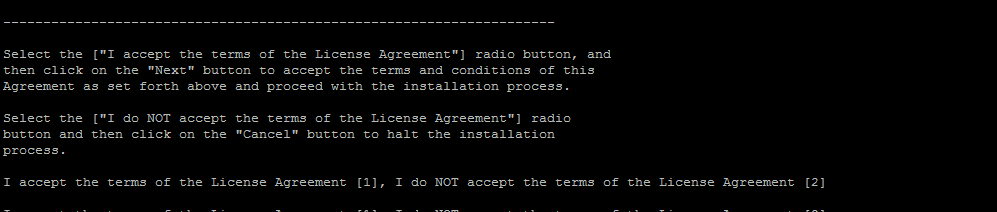 ---------------------------------------------------------------------
Select the ["I accept the terms of the License Agreement"] radio button, and
then click on the "Next" button to accept the terms and conditions of this
Agreement as set forth above and proceed with the installation process.
Select the ["I do NOT accept the terms of the License Agreement"] radio
button and then click on the "Cancel" button to halt the installation
process.
I accept the terms of the License Agreement [1], I do NOT accept the terms of the License Agreement [2]